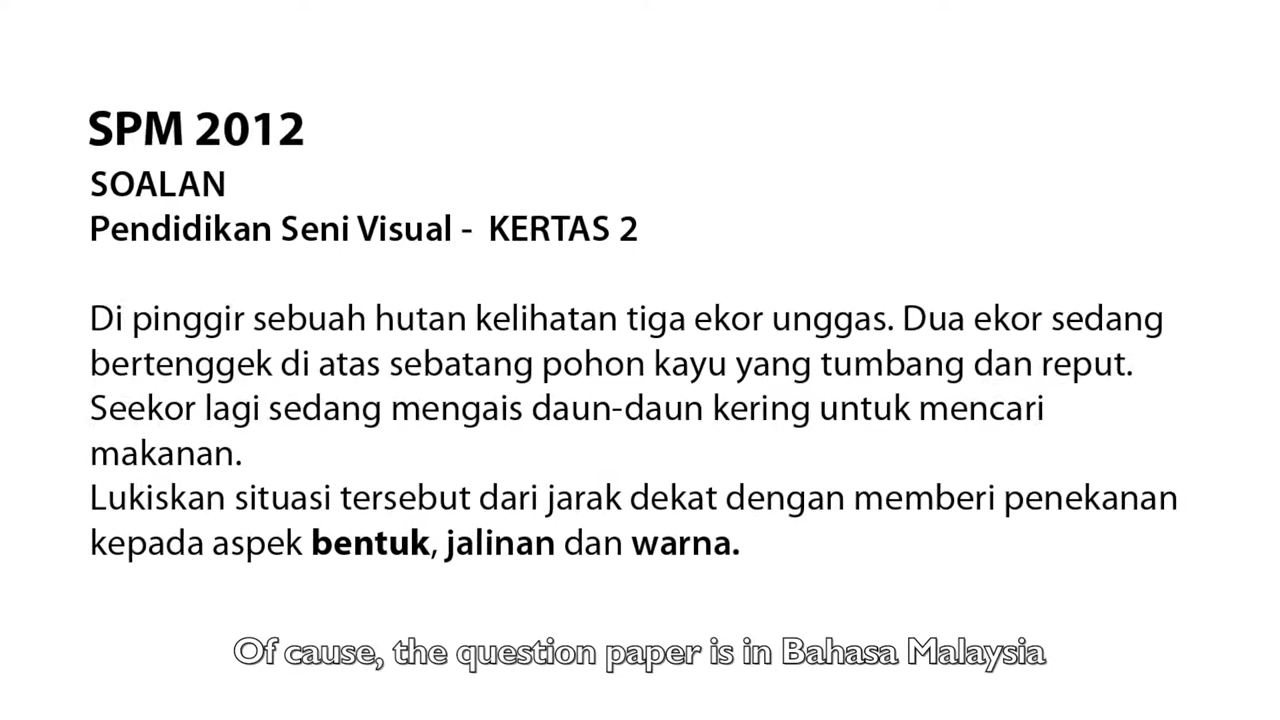 SPM 2012
SOALAN
Pendidikan Seni Visual - KERTAS 2
Di pinggir sebuah hutan kelihatan tiga ekor unggas. Dua ekor sedang
bertenggek di atas sebatang pohon kayu yang tumbang dan reput.
Seekor lagi sedang mengais daun-daun kering untuk mencari
makanan.
Lukiskan situasi tersebut dari jarak dekat dengan memberi penekanan
kepada aspek bentuk, jalinan dan warna.
Of cause, the question paper is in Bahasa Malaysia